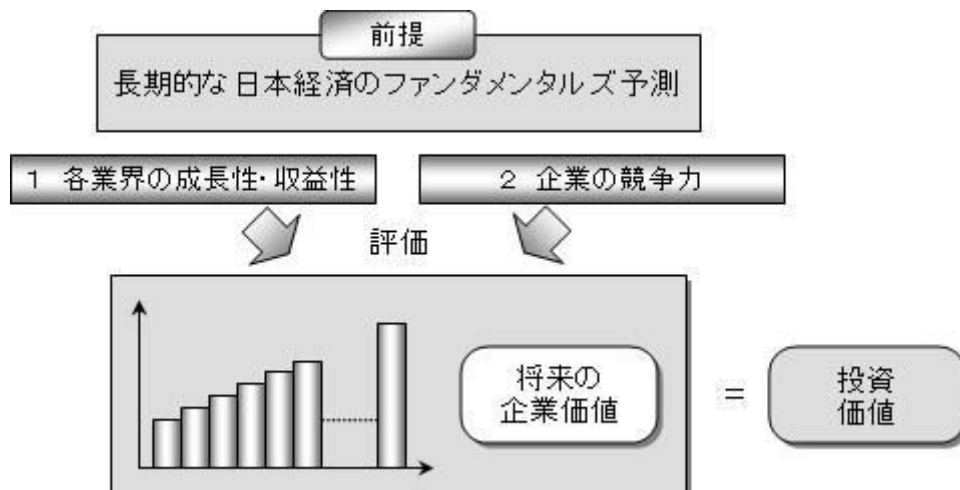 前提
長期的な日本経済のファンダメンタルズ予測
1 各業界の成長性・収益性
2 企業の競争力
評価
将来の
企業価値
=
投資
価値